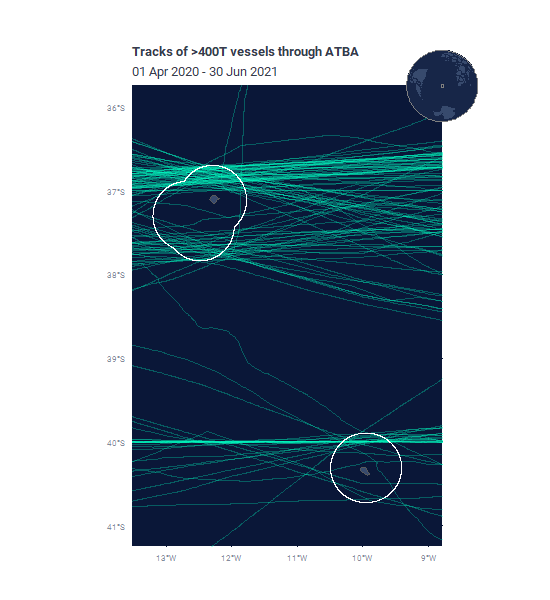 Tracks of >400T vessels through ATBA
01 Apr 2020 - 30 Jun 2021
36°S
37°S
38°S
39°S
40°S
41°S
13°W 12°W 11°W 10°W 9°W